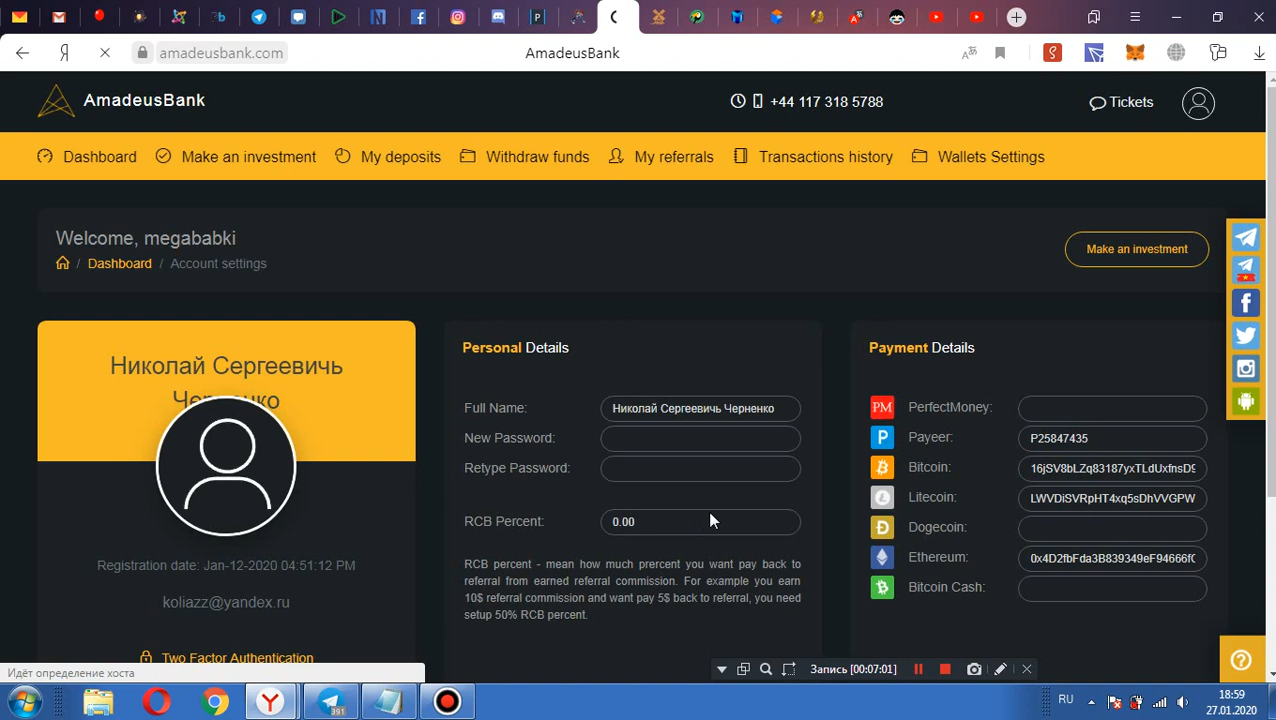 amadeusbank.com
AmadeusBank
AmadeusBank
+44 117 318 5788
Tickets
Dashboard
Make an investment
My deposits
Withdraw funds
My referrals
Transactions history
Wallets Settings
Welcome, megababki
Dashboard / Account settings
Make an investment
Николай Сергеевичь
Черненко
Registration date: Jan-12-2020 04:51:12 PM
koliazz@yandex.ru
Two Factor Authentication
Personal Details
Full Name: Николай Сергеевичь Черненко
New Password:
Retype Password:
RCB Percent: 0.00
RCB percent - mean how much prercent you want pay back to
referral from earned referral commission. For example you earn
10$ referral commission and want pay 5$ back to referral, you need
setup 50% RCB percent.
Payment Details
PM PerfectMoney:
Payeer: P25847435
Bitcoin: 16jSV8bLZq83187yxTLdUxfnsD9
Litecoin: LWVDiSVRpHT4xq5sDhVVGPW
Dogecoin:
Ethereum: 0x4D2fbFda3B839349eF94666f0
Bitcoin Cash:
Идёт определение хоста
Запись [00:07:01]
391
RU
18:59
27.01.2020